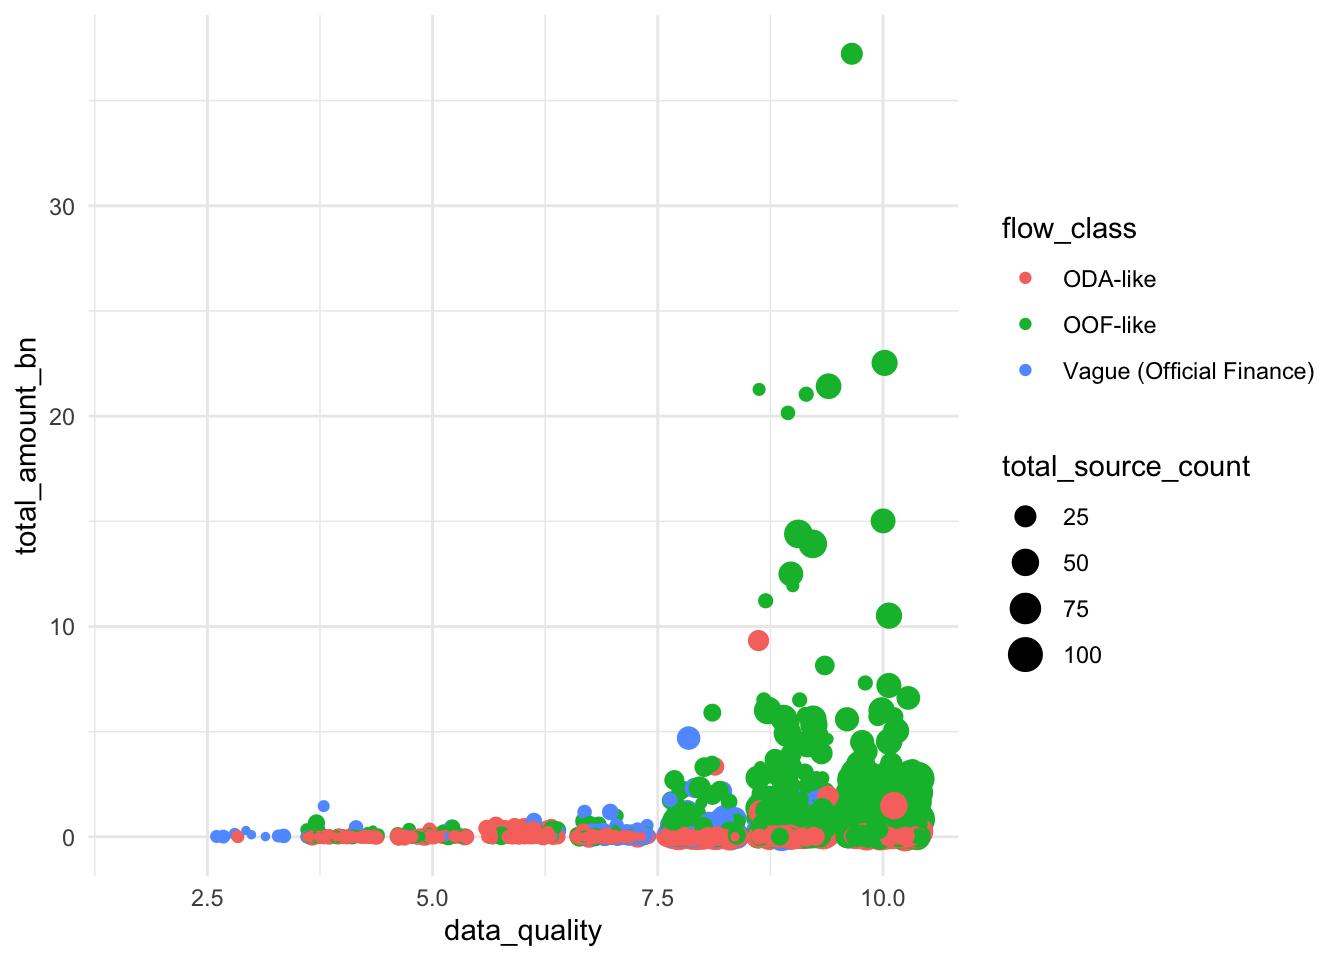 30
20
10
0
total_amount_bn
2.5
5.0
7.5
10.0
data_quality
flow_class
ODA-like
OOF-like
Vague (Official Finance)
total_source_count
25
50
75
100